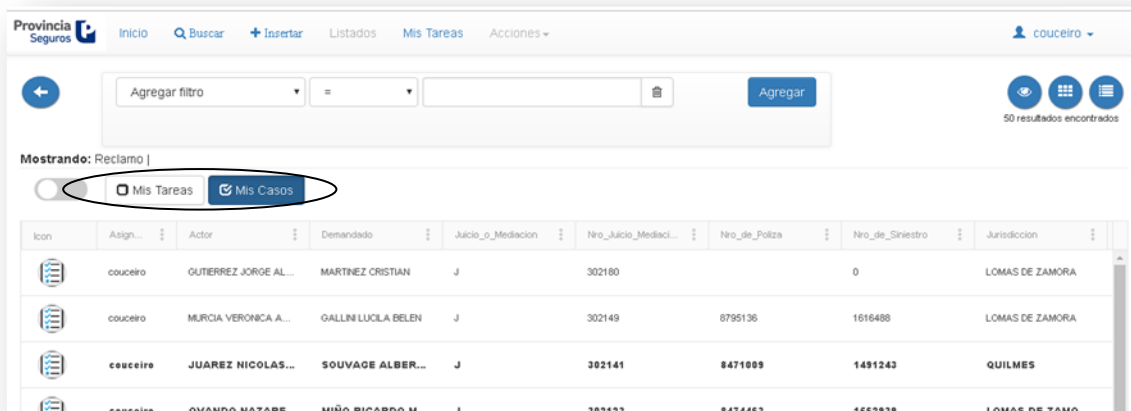 Provincia
Seguros
Inicio Buscar Insertar Listados Mis Tareas Acciones couceiro
Agregar filtro = Agregar
50 resultados encontrados
Mostrando: Reclamo |
Mis Tareas Mis Casos
Icon Asign... Actor Demandado Juicio_o_Mediacion Nro_Juicio_Mediaci... Nro_de_Poliza Nro_de_Siniestro Jurisdiccion
couceiro GUTIERREZ JORGE AL... MARTINEZ CRISTIAN J 302180 0 LOMAS DE ZAMORA
couceiro MURCIA VERONICA A... GALLINI LUCILA BELEN J 302149 8795136 1616488 LOMAS DE ZAMORA
couceiro JUAREZ NICOLAS... SOUVAGE ALBER... J 302141 8471009 1491243 QUILMES